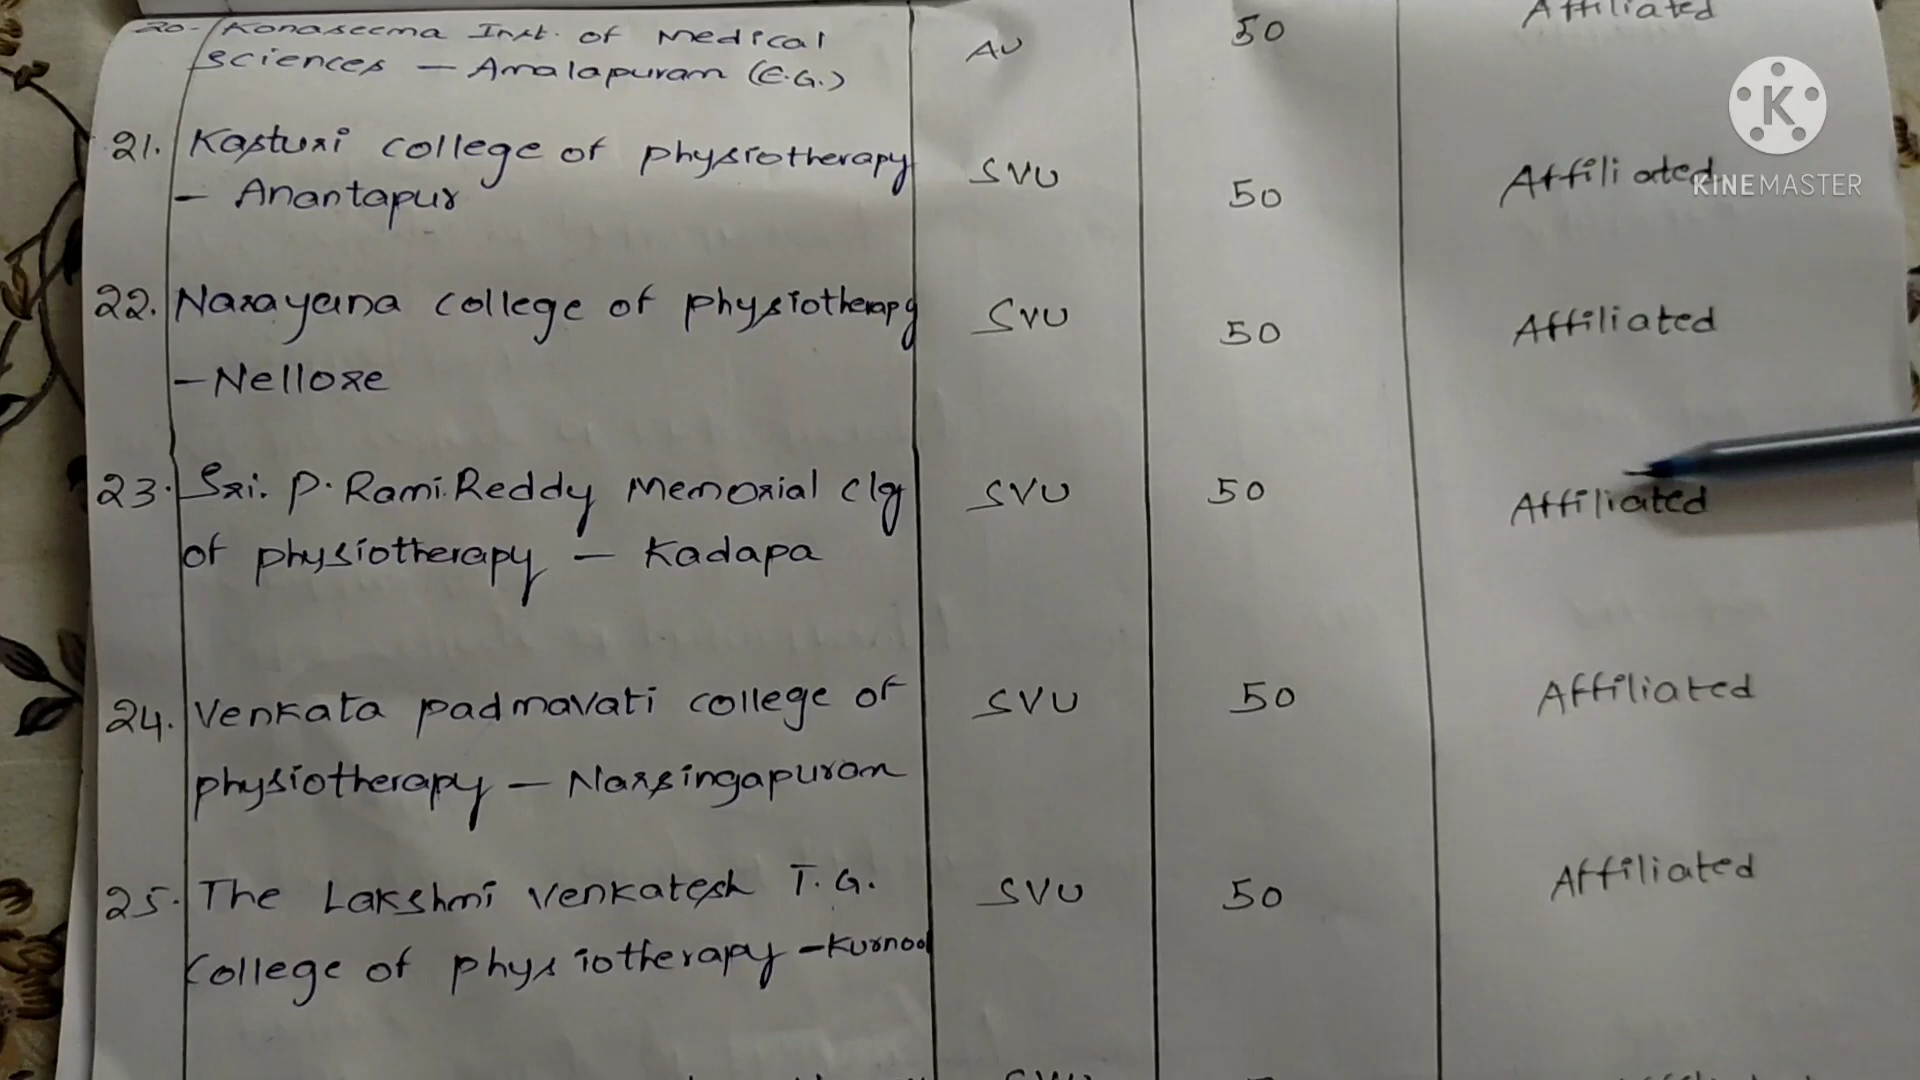 20. Konaseema Inst. of Medical AU 50 Affiliated
sciences - Amalapuram (E.G.)
21. Kasturi college of physiotherapy SVU 50 Affiliated
- Anantapur
22. Narayana college of physiotherapy SVU 50 Affiliated
- Nellore
23. Sri. P. Rami Reddy Memorial clg SVU 50 Affiliated
of physiotherapy - Kadapa
24. Venkata padmavati college of SVU 50 Affiliated
physiotherapy - Narsingapuram
25. The Lakshmi Venkatesh T.G. SVU 50 Affiliated
College of physiotherapy - Kurnool
K
KINEMASTER